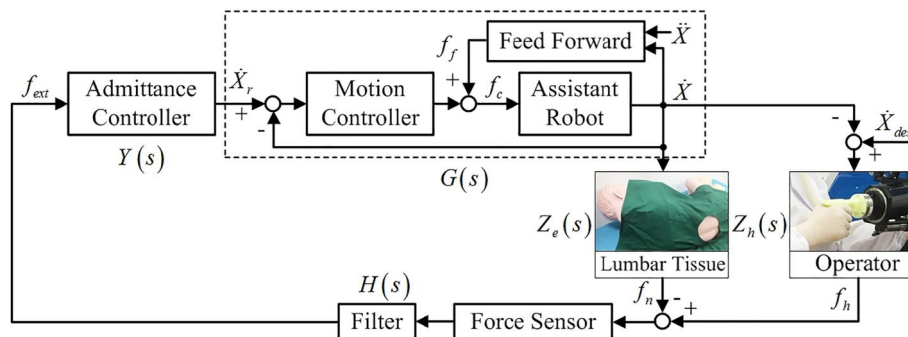 Feed Forward
Ẍ
f_f
+
f_ext
Admittance
Controller
Y(s)
Ẋ_r
+
-
Motion
Controller
f_c
Assistant
Robot
Ẋ
-
+
Ẋ_des
G(s)
Z_e(s)
Z_h(s)
Lumbar Tissue
Operator
H(s)
f_n
-
+
f_h
Filter
Force Sensor